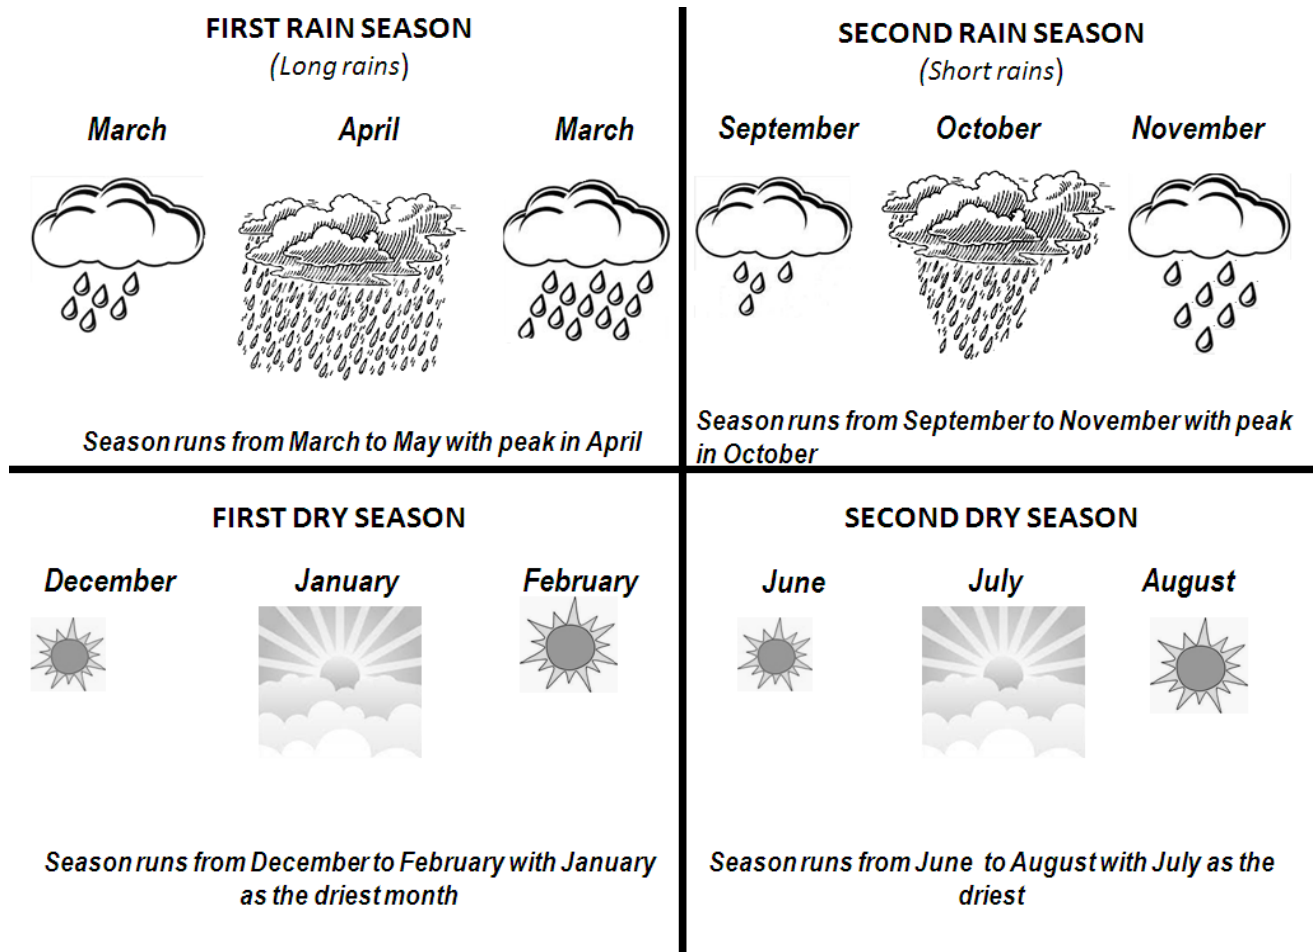 FIRST RAIN SEASON
(Long rains)
March April March
Season runs from March to May with peak in April
SECOND RAIN SEASON
(Short rains)
September October November
Season runs from September to November with peak
in October
FIRST DRY SEASON
December January February
Season runs from December to February with January
as the driest month
SECOND DRY SEASON
June July August
Season runs from June to August with July as the
driest